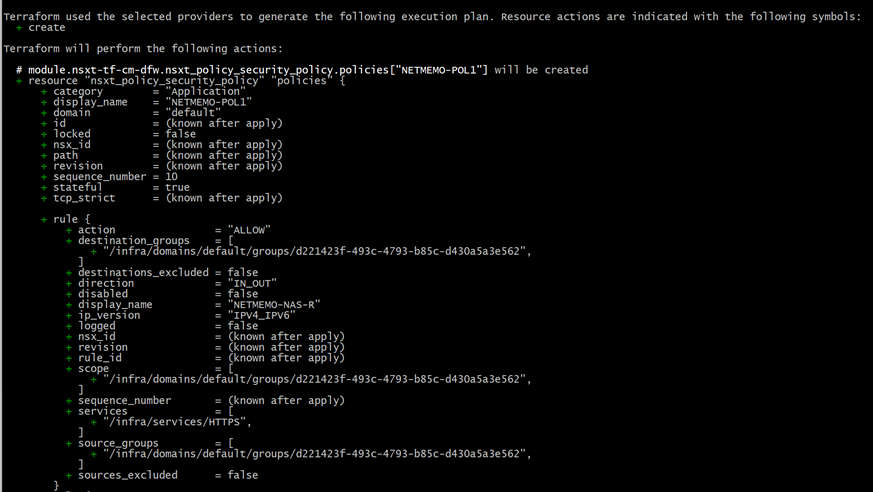 Terraform used the selected providers to generate the following execution plan. Resource actions are indicated with the following symbols:
  + create

Terraform will perform the following actions:

  # module.nsxt-tf-cm-dfw.nsxt_policy_security_policy.policies["NETMEMO-POL1"] will be created
  + resource "nsxt_policy_security_policy" "policies" {
      + category        = "Application"
      + display_name    = "NETMEMO-POL1"
      + domain          = "default"
      + id              = (known after apply)
      + locked          = false
      + nsx_id          = (known after apply)
      + path            = (known after apply)
      + revision        = (known after apply)
      + sequence_number = 10
      + stateful        = true
      + tcp_strict      = (known after apply)

      + rule {
          + action                = "ALLOW"
          + destination_groups    = [
              + "/infra/domains/default/groups/d221423f-493c-4793-b85c-d430a5a3e562",
            ]
          + destinations_excluded = false
          + direction             = "IN_OUT"
          + disabled              = false
          + display_name          = "NETMEMO-NAS-R"
          + ip_version            = "IPV4_IPV6"
          + logged                = false
          + nsx_id                = (known after apply)
          + revision              = (known after apply)
          + rule_id               = (known after apply)
          + scope                 = [
              + "/infra/domains/default/groups/d221423f-493c-4793-b85c-d430a5a3e562",
            ]
          + sequence_number       = (known after apply)
          + services              = [
              + "/infra/services/HTTPS",
            ]
          + source_groups         = [
              + "/infra/domains/default/groups/d221423f-493c-4793-b85c-d430a5a3e562",
            ]
          + sources_excluded      = false
        }